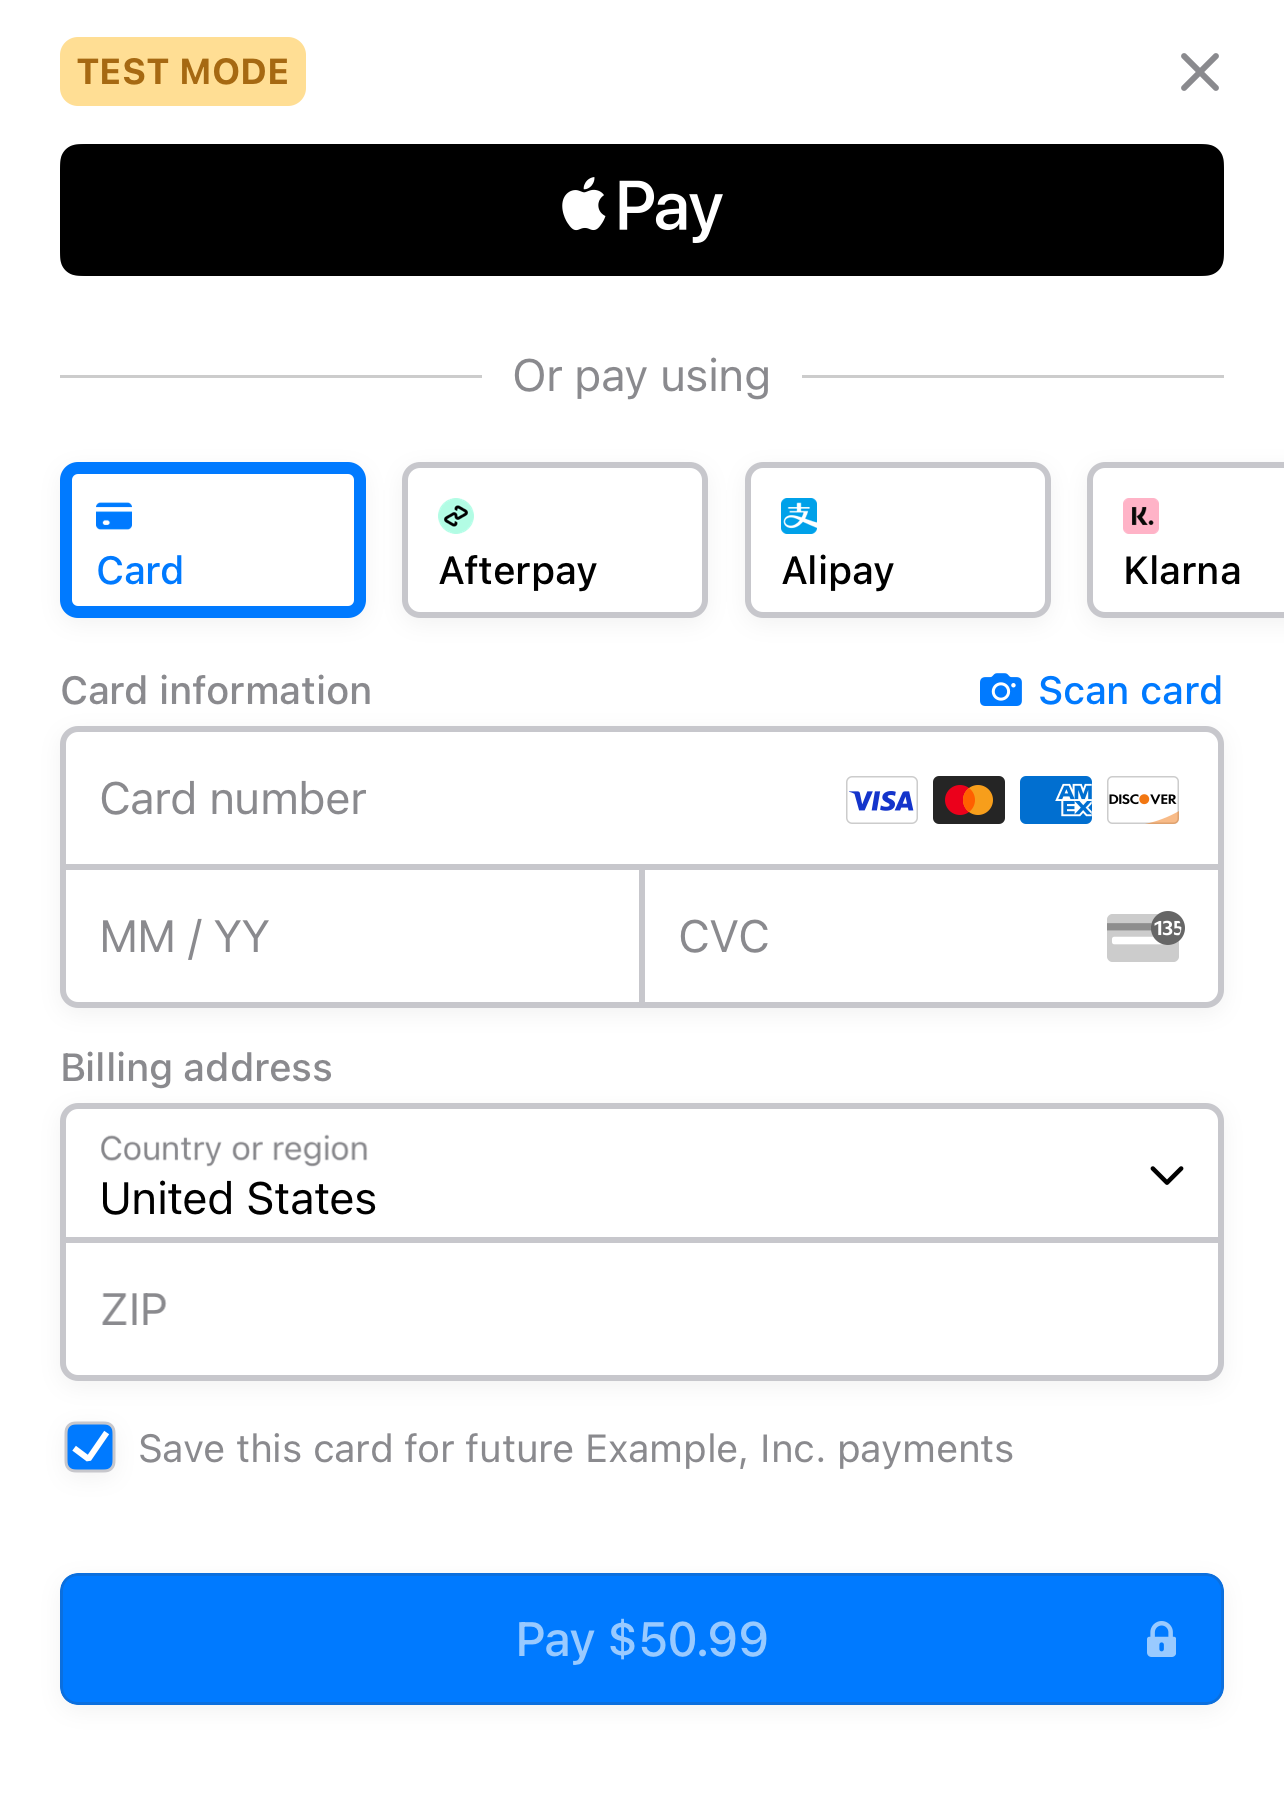 TEST MODE
Pay
Or pay using
Card
Afterpay
支
Alipay
K.
Klarna
Card information
Scan card
Card number
VISA
AM
EX
DISCOVER
MM / YY
CVC
135
Billing address
Country or region
United States
ZIP
Save this card for future Example, Inc. payments
Pay $50.99